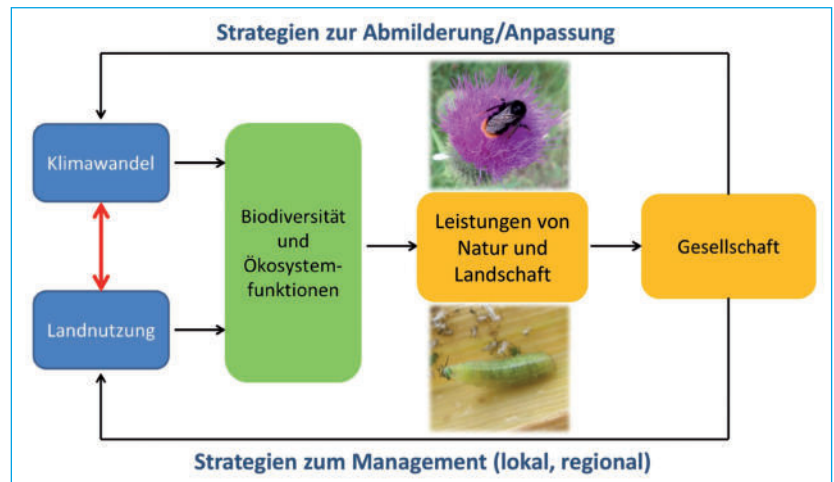 Strategien zur Abmilderung/Anpassung
Klimawandel
Landnutzung
Biodiversität
und
Ökosystem-
funktionen
Leistungen von
Natur und
Landschaft
Gesellschaft
Strategien zum Management (lokal, regional)